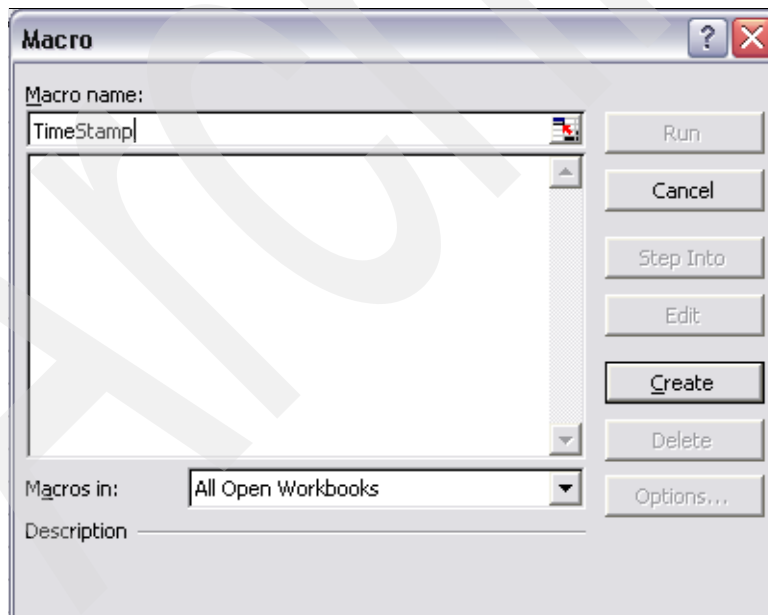 Macro
?
Macro name:
TimeStamp
Run
Cancel
Step Into
Edit
Create
Delete
Macros in:
All Open Workbooks
Options...
Description